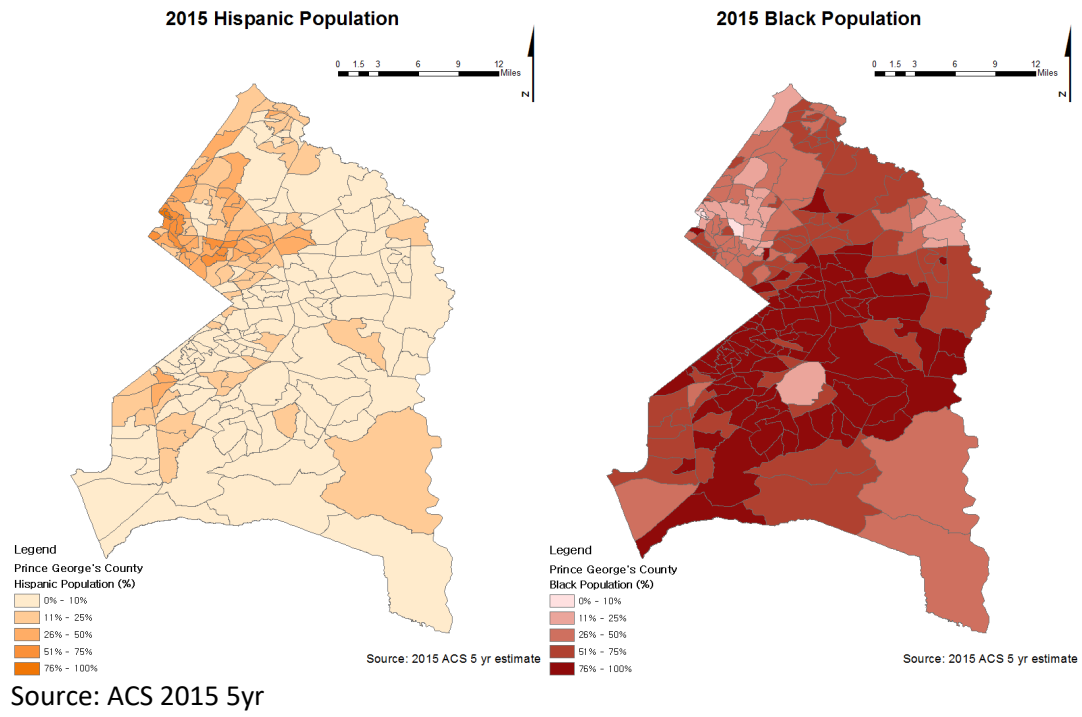 2015 Hispanic Population
0 1.5 3 6 9 12
Miles
N
Legend
Prince George's County
Hispanic Population (%)
0% - 10%
11% - 25%
26% - 50%
51% - 75%
76% - 100%
Source: 2015 ACS 5 yr estimate
2015 Black Population
0 1.5 3 6 9 12
Miles
N
Legend
Prince George's County
Black Population (%)
0% - 10%
11% - 25%
26% - 50%
51% - 75%
76% - 100%
Source: 2015 ACS 5 yr estimate
Source: ACS 2015 5yr